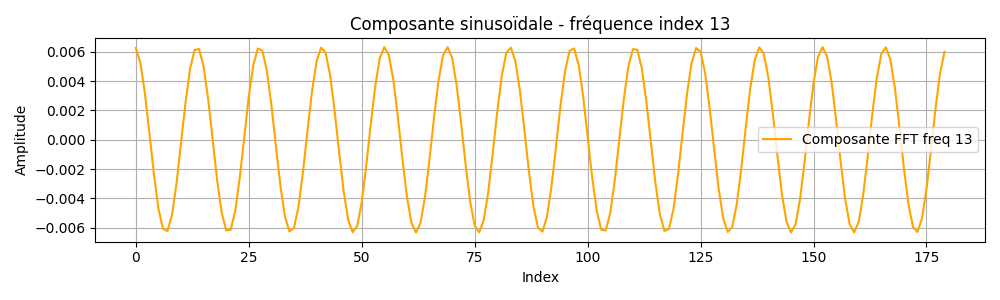 Composante sinusoïdale - fréquence index 13
Amplitude
0.006
0.004
0.002
0.000
−0.002
−0.004
−0.006
Composante FFT freq 13
0 25 50 75 100 125 150 175
Index